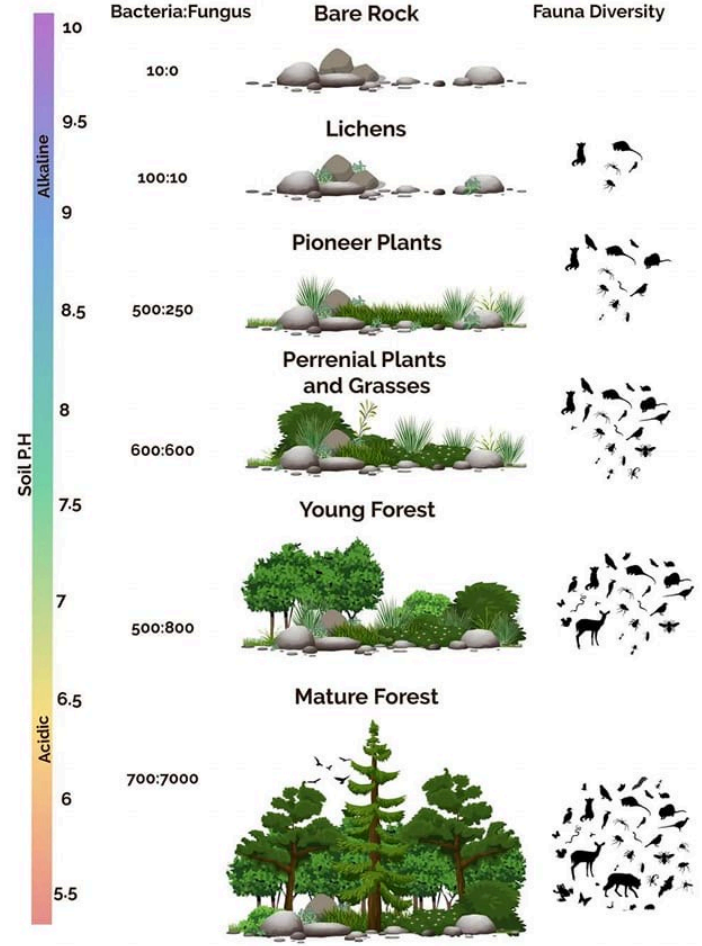 Bacteria:Fungus
Bare Rock
Fauna Diversity
10
10:0
9.5
Lichens
Alkaline
100:10
9
Pioneer Plants
8.5
500:250
Perrenial Plants
and Grasses
8
600:600
Soil P.H
7.5
Young Forest
7
500:800
6.5
Mature Forest
Acidic
700:7000
6
5.5